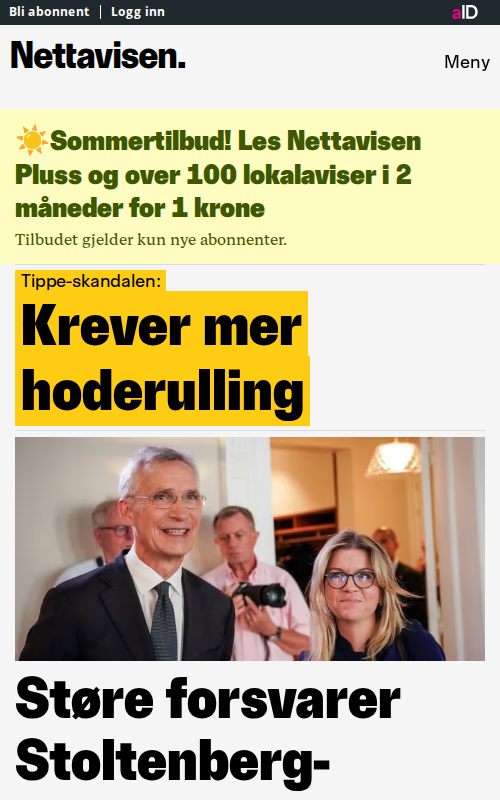 Bli abonnent | Logg inn
aID
Nettavisen.
Meny
☀️Sommertilbud! Les Nettavisen
Pluss og over 100 lokalaviser i 2
måneder for 1 krone
Tilbudet gjelder kun nye abonnenter.
Tippe-skandalen:
Krever mer
hoderulling
Støre forsvarer
Stoltenberg-